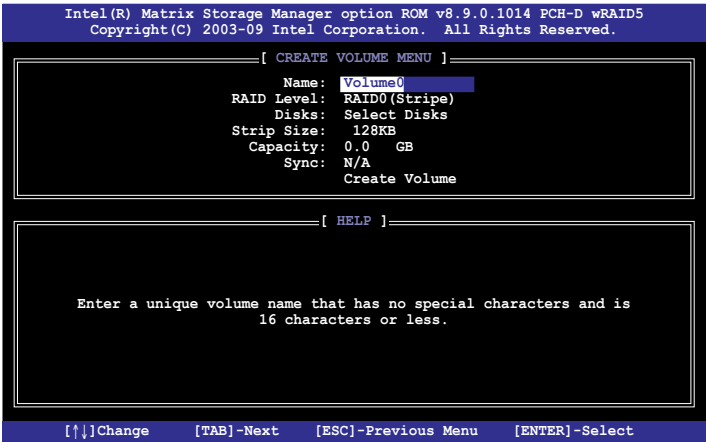 Intel(R) Matrix Storage Manager option ROM v8.9.0.1014 PCH-D wRAID5
Copyright(C) 2003-09 Intel Corporation. All Rights Reserved.
[ CREATE VOLUME MENU ]
Name: Volume0
RAID Level: RAID0(Stripe)
Disks: Select Disks
Strip Size: 128KB
Capacity: 0.0 GB
Sync: N/A
Create Volume
[ HELP ]
Enter a unique volume name that has no special characters and is
16 characters or less.
[↑↓]Change [TAB]-Next [ESC]-Previous Menu [ENTER]-Select